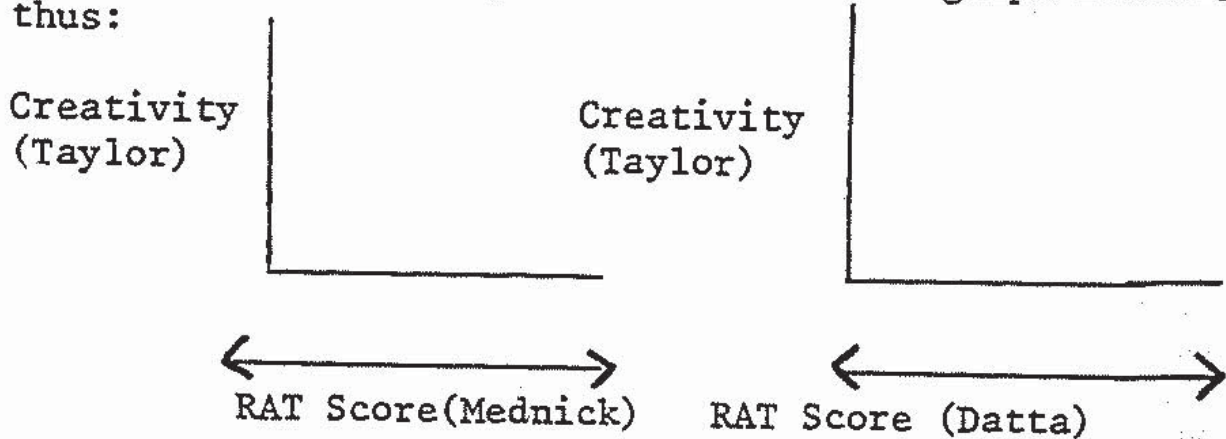 thus:
Creativity
(Taylor)
Creativity
(Taylor)
RAT Score(Mednick)
RAT Score (Datta)